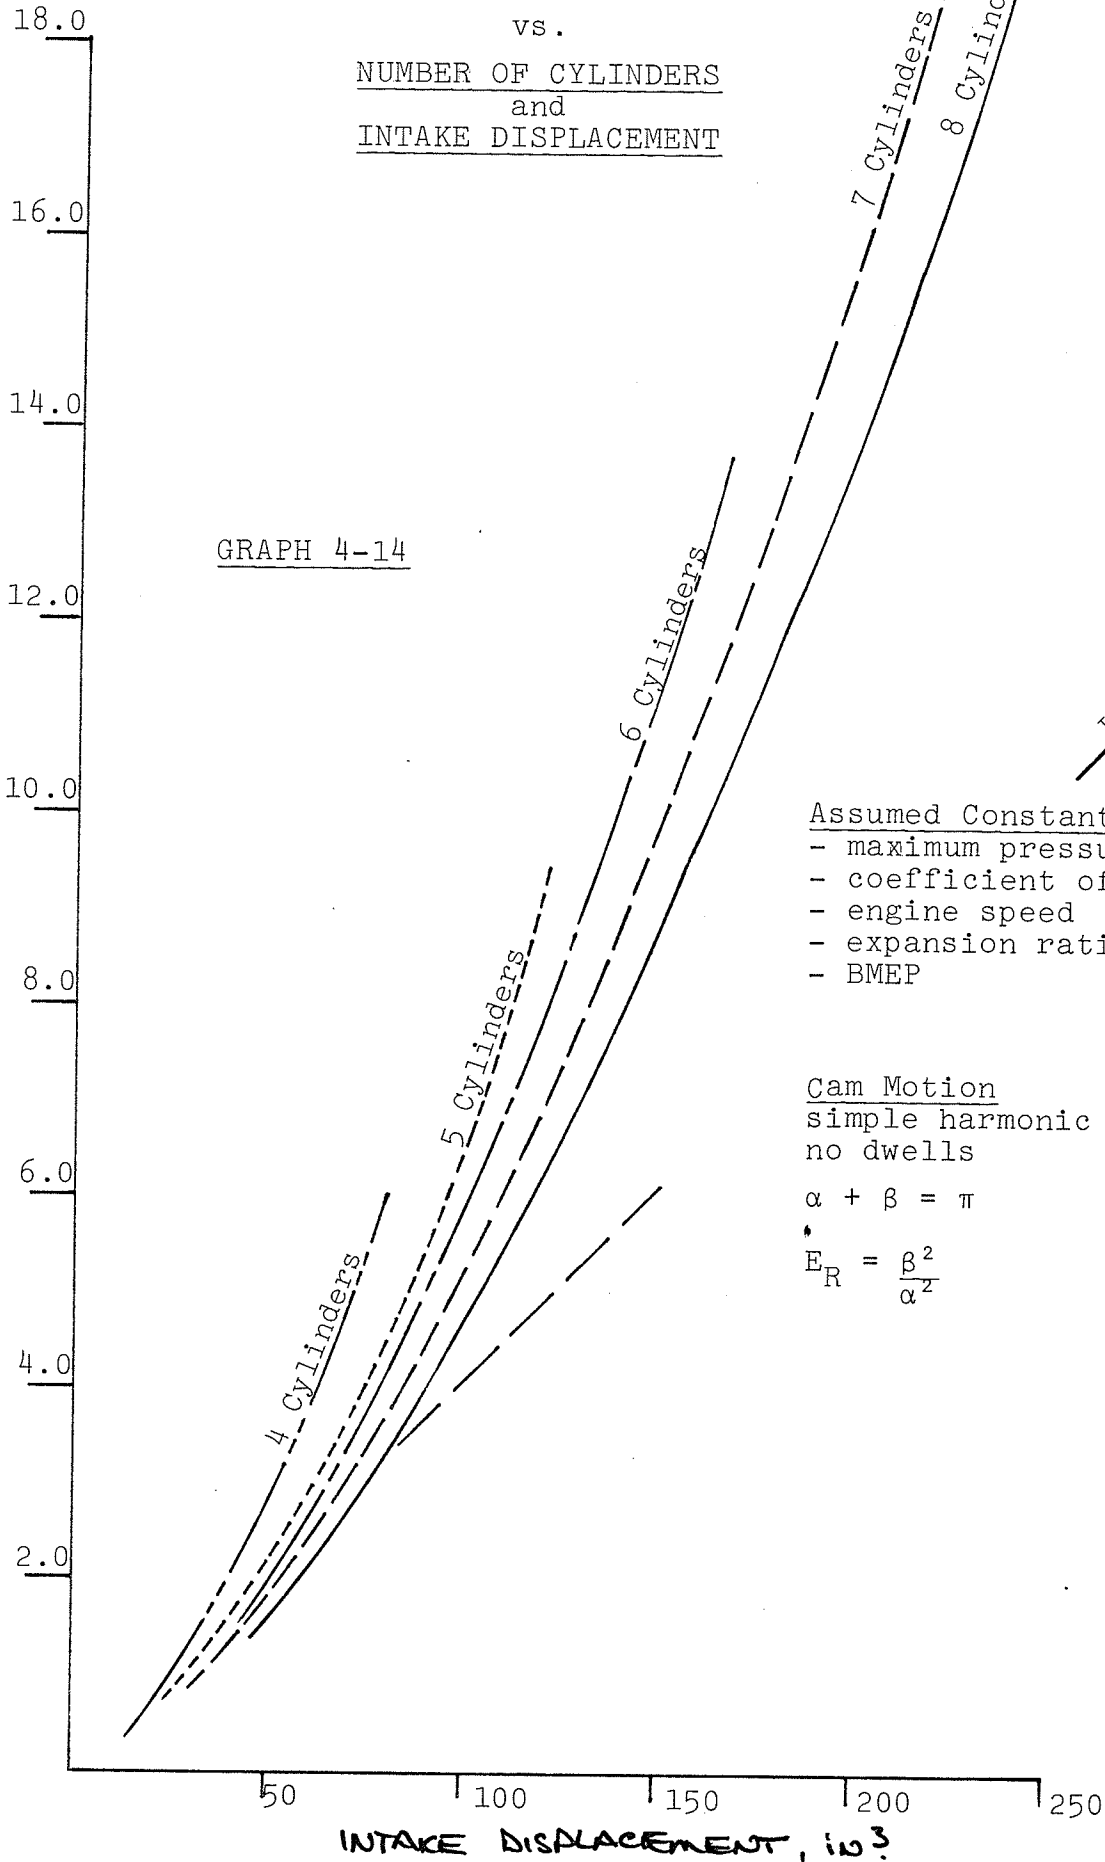 vs.
NUMBER OF CYLINDERS
and
INTAKE DISPLACEMENT
18.0
16.0
14.0
12.0
10.0
8.0
6.0
4.0
2.0
GRAPH 4-14
4 Cylinders
5 Cylinders
6 Cylinders
7 Cylinders
8 Cylind
Assumed Constant
- maximum pressu
- coefficient of
- engine speed
- expansion rati
- BMEP
Cam Motion
simple harmonic
no dwells
α + β = π
E_R = β²/α²
50 100 150 200 250
INTAKE DISPLACEMENT, in³